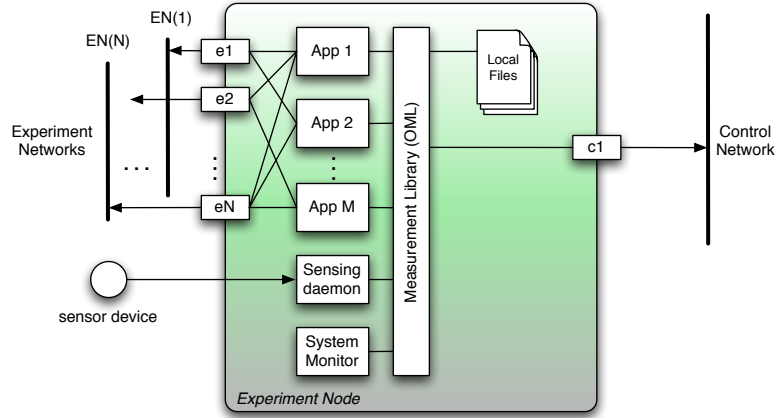 EN(1)
EN(N)
e1
App 1
Local
Files
e2
App 2
Experiment
Networks
. . .
. . .
. . .
Measurement Library (OML)
c1
Control
Network
eN
App M
Sensing
daemon
sensor device
System
Monitor
Experiment Node